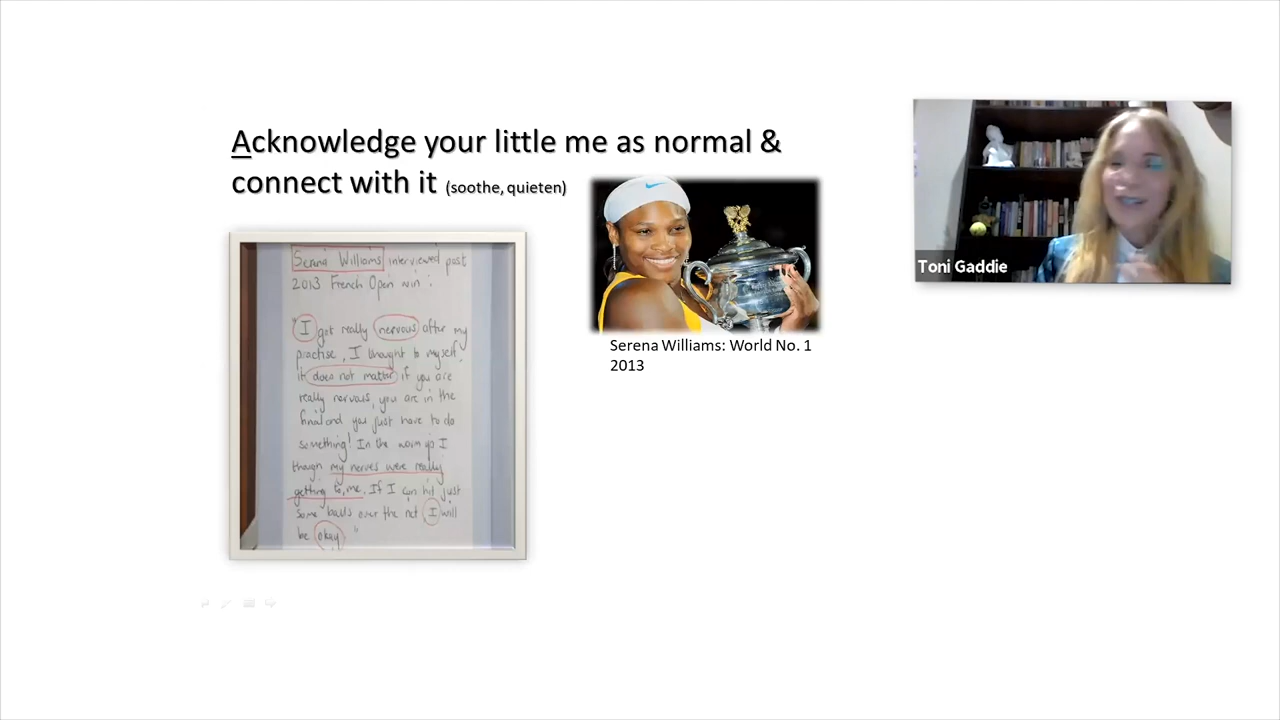 Acknowledge your little me as normal &
connect with it (soothe, quieten)
Serena Williams interviewed post
2013 French Open win :
"I got really nervous after my
practise, I thought to myself,
it does not matter if you are
really nervous, you are in the
final and you just have to do
something! In the warm up I
though my nerves were really
getting to me. If I can hit just
some balls over the net I will
be okay "
Serena Williams: World No. 1
2013
Toni Gaddie